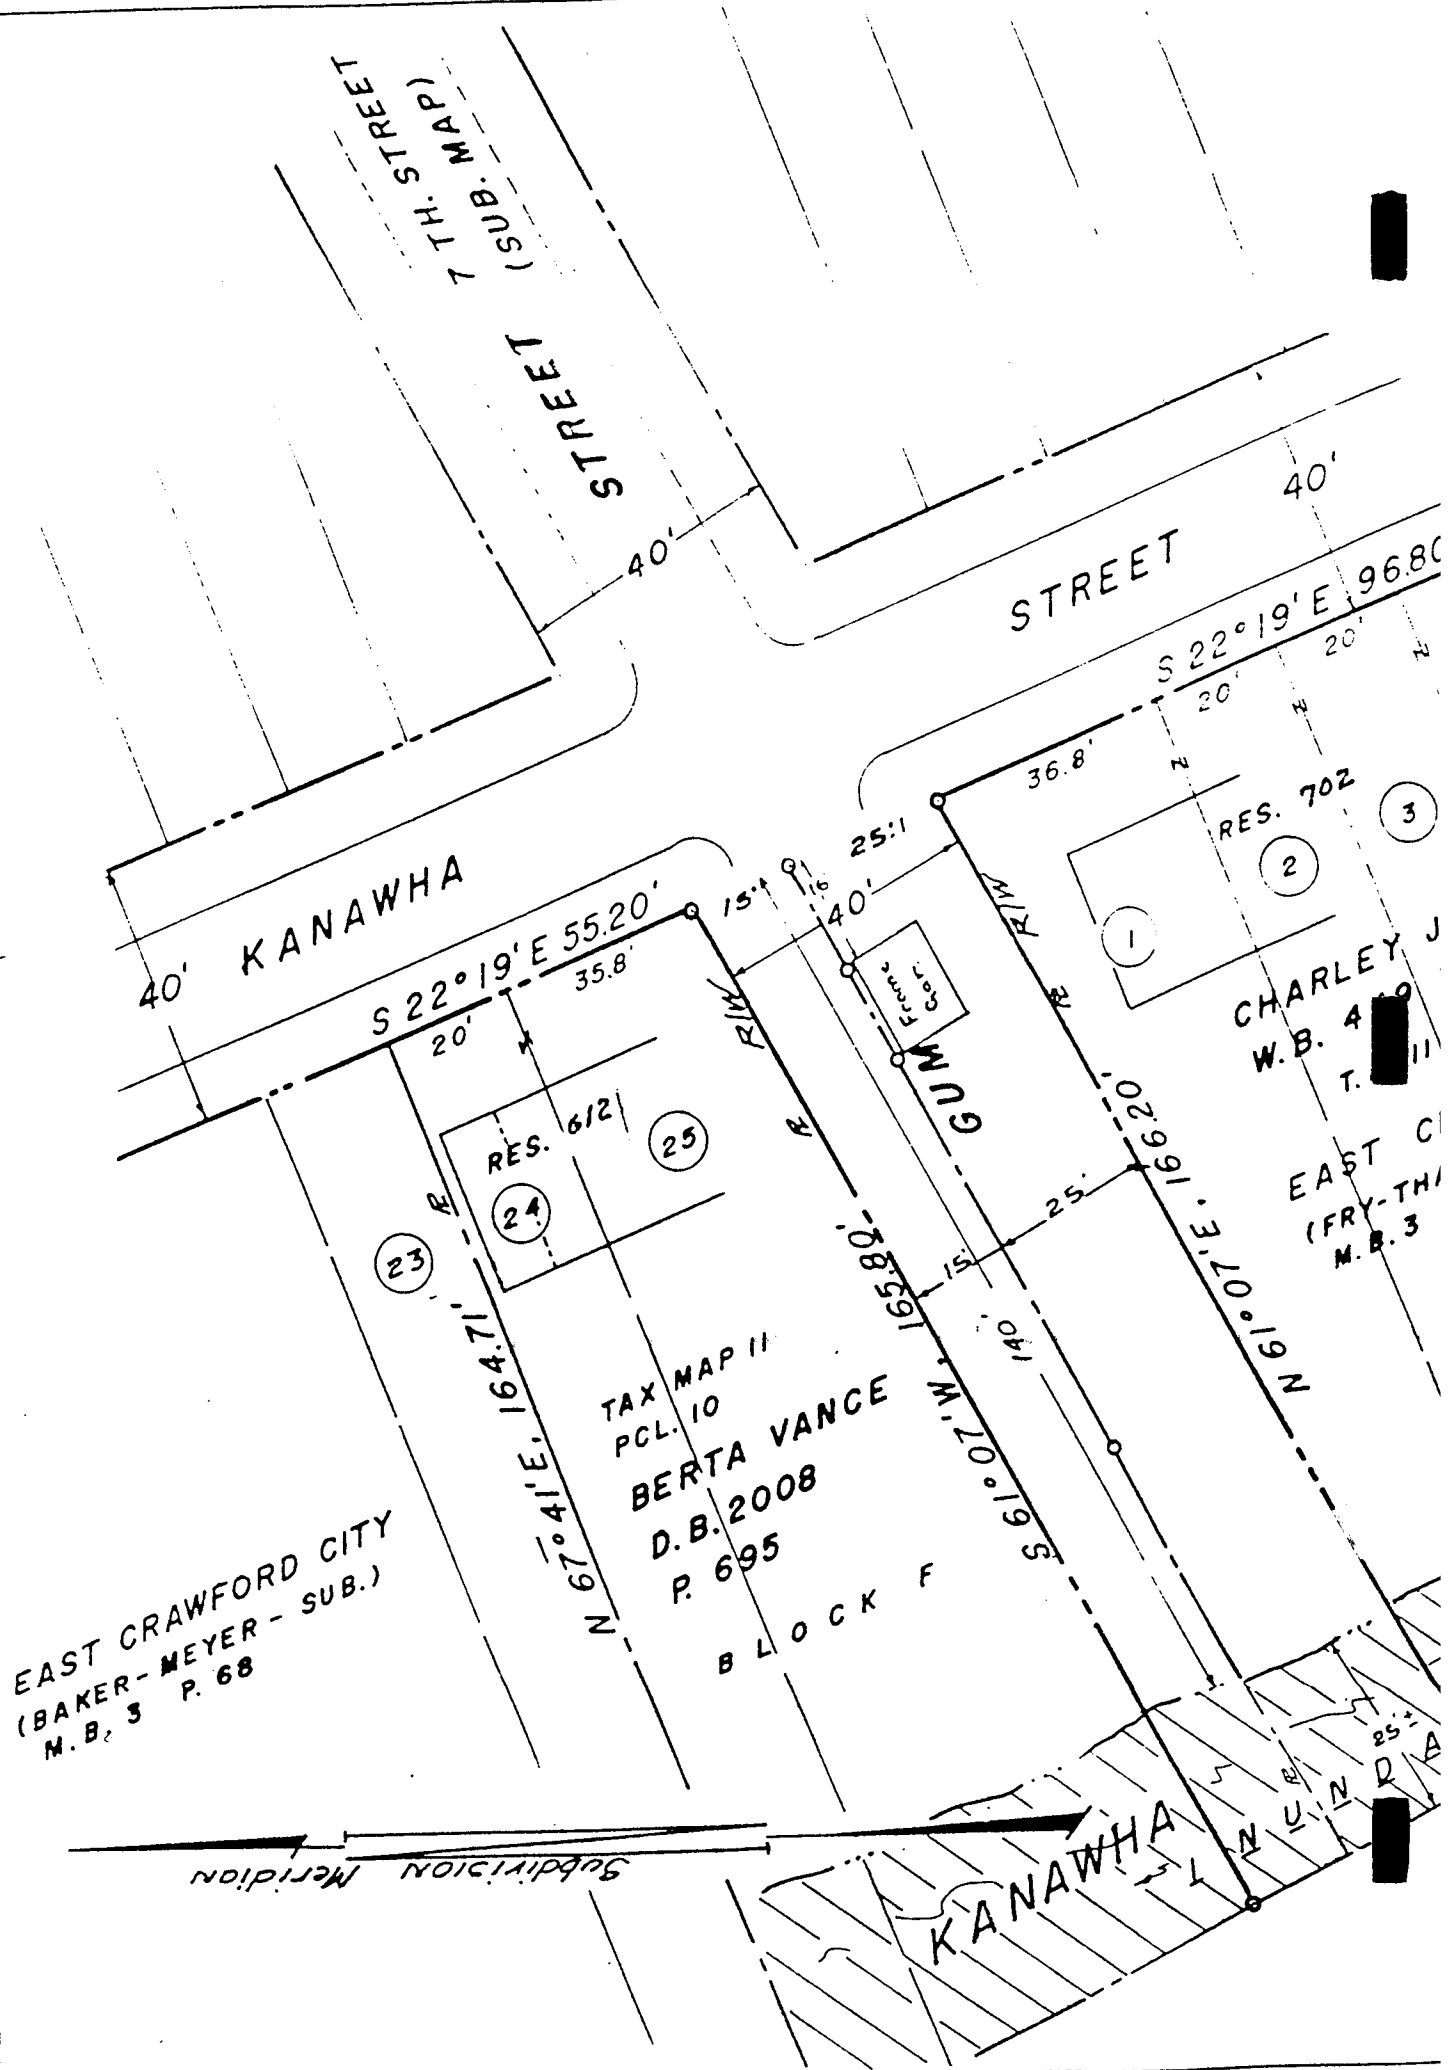 7 TH. STREET
(SUB. MAP)
STREET
40'
40'
STREET
S 22° 19' E 96.80
20'
20'
36.8'
RES. 702
1
2
3
25'
15'
16'
40'
KANAWHA
40'
S 22° 19' E 55.20'
20'
35.8'
R/W
R/W
Frame
Gar.
GUM
CHARLEY J
W.B.
T.
EAST
(FRY-THA
M.B. 3
RES. 612
23
24
25
N 67° 41' E. 164.71'
S 61° 07' W. 165.80'
N 61° 07' E. 166.20'
15'
25'
140'
TAX MAP 11
PCL. 10
BERTA VANCE
D.B. 2008
P. 695
BLOCK F
EAST CRAWFORD CITY
(BAKER-MEYER-SUB.)
M.B. 3 P. 68
Subdivision Meridian
KANAWHA
25'±